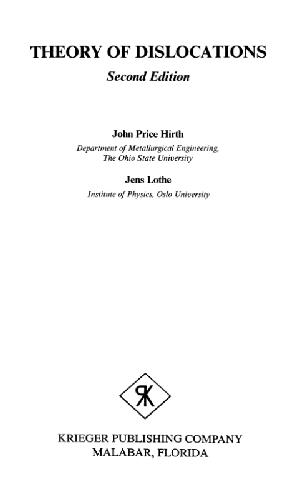 THEORY OF DISLOCATIONS
Second Edition
John Price Hirth
Department of Metallurgical Engineering,
The Ohio State University
Jens Lothe
Institute of Physics, Oslo University
KRIEGER PUBLISHING COMPANY
MALABAR, FLORIDA